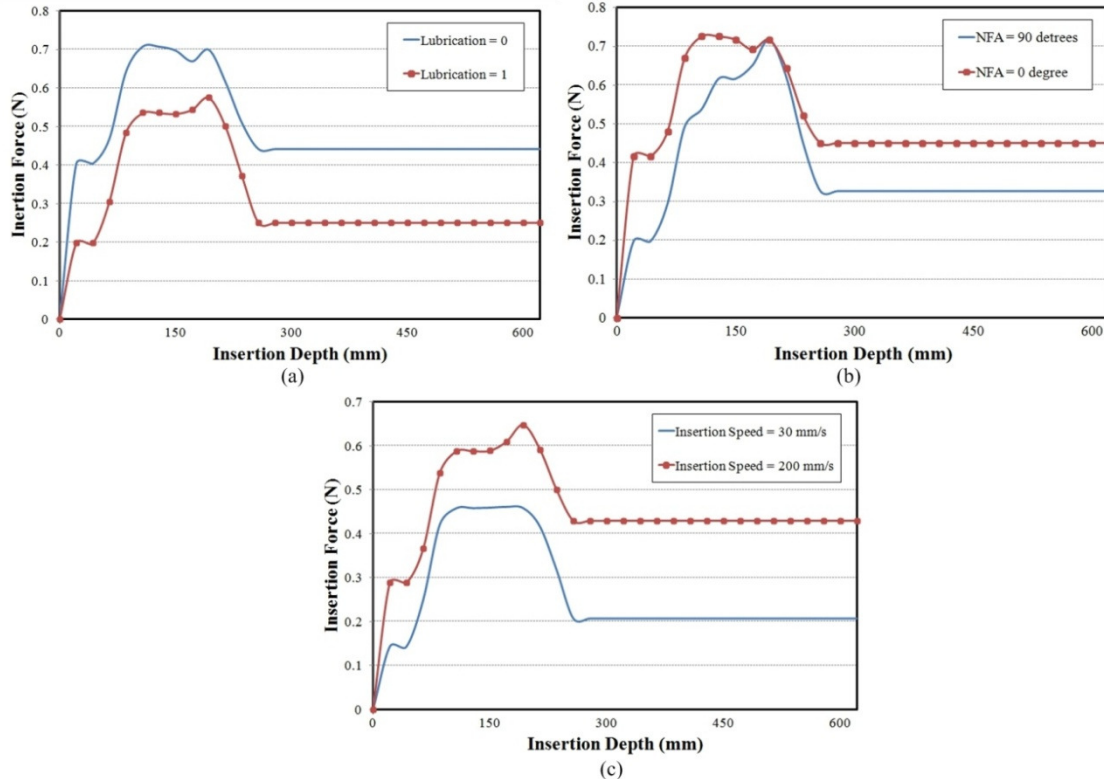 0.8
0.7
0.6
0.5
0.4
0.3
0.2
0.1
0
Inertion Force (N)
Lubrication = 0
Lubrication = 1
0 150 300 450 600
Insertion Depth (mm)
(a)
0.8
0.7
0.6
0.5
0.4
0.3
0.2
0.1
0
Insertion Force (N)
NFA = 90 detrees
NFA = 0 degree
0 150 300 450 600
Insertion Depth (mm)
(b)
0.7
0.6
0.5
0.4
0.3
0.2
0.1
0
Insertion Force (N)
Insertion Speed = 30 mm/s
Insertion Speed = 200 mm/s
0 150 300 450 600
Insertion Depth (mm)
(c)